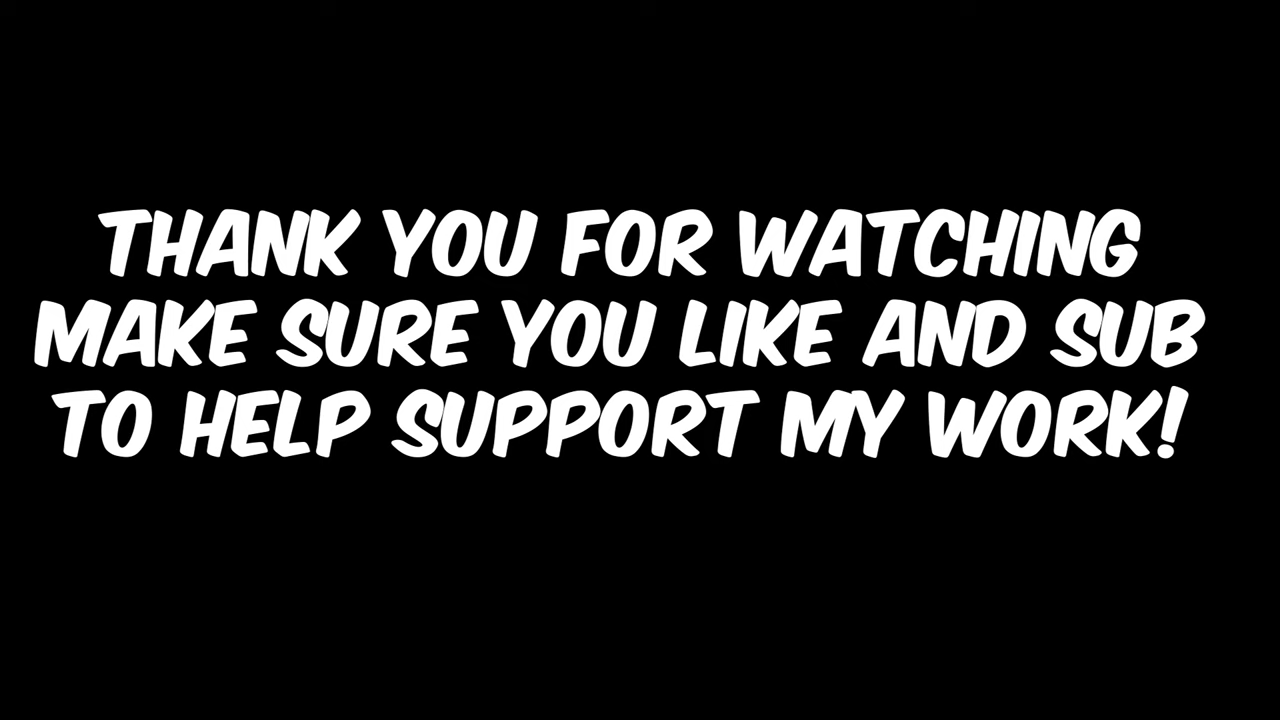 THANK YOU FOR WATCHING
MAKE SURE YOU LIKE AND SUB
TO HELP SUPPORT MY WORK!